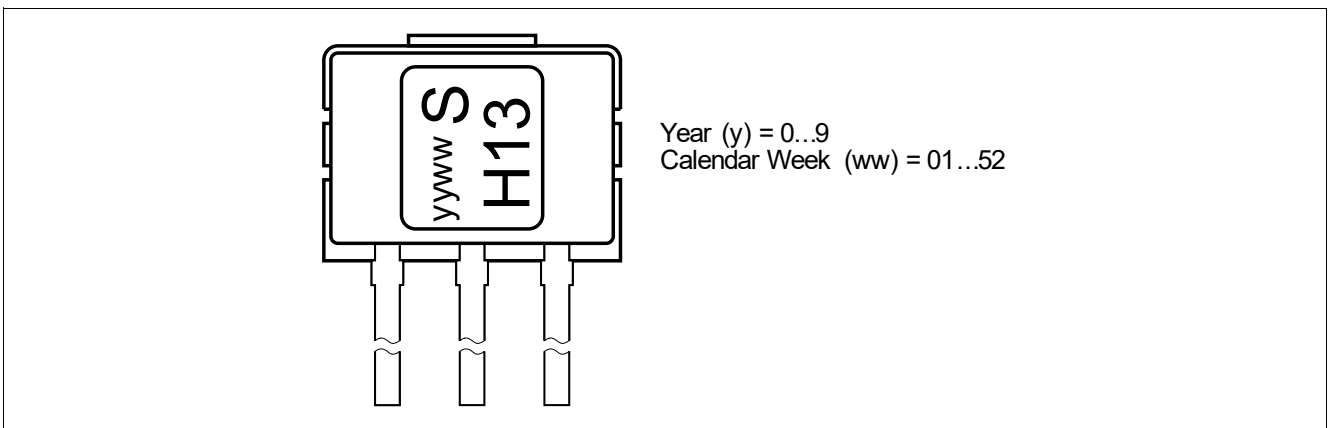 yyww S
H13
Year (y) = 0...9
Calendar Week (ww) = 01...52